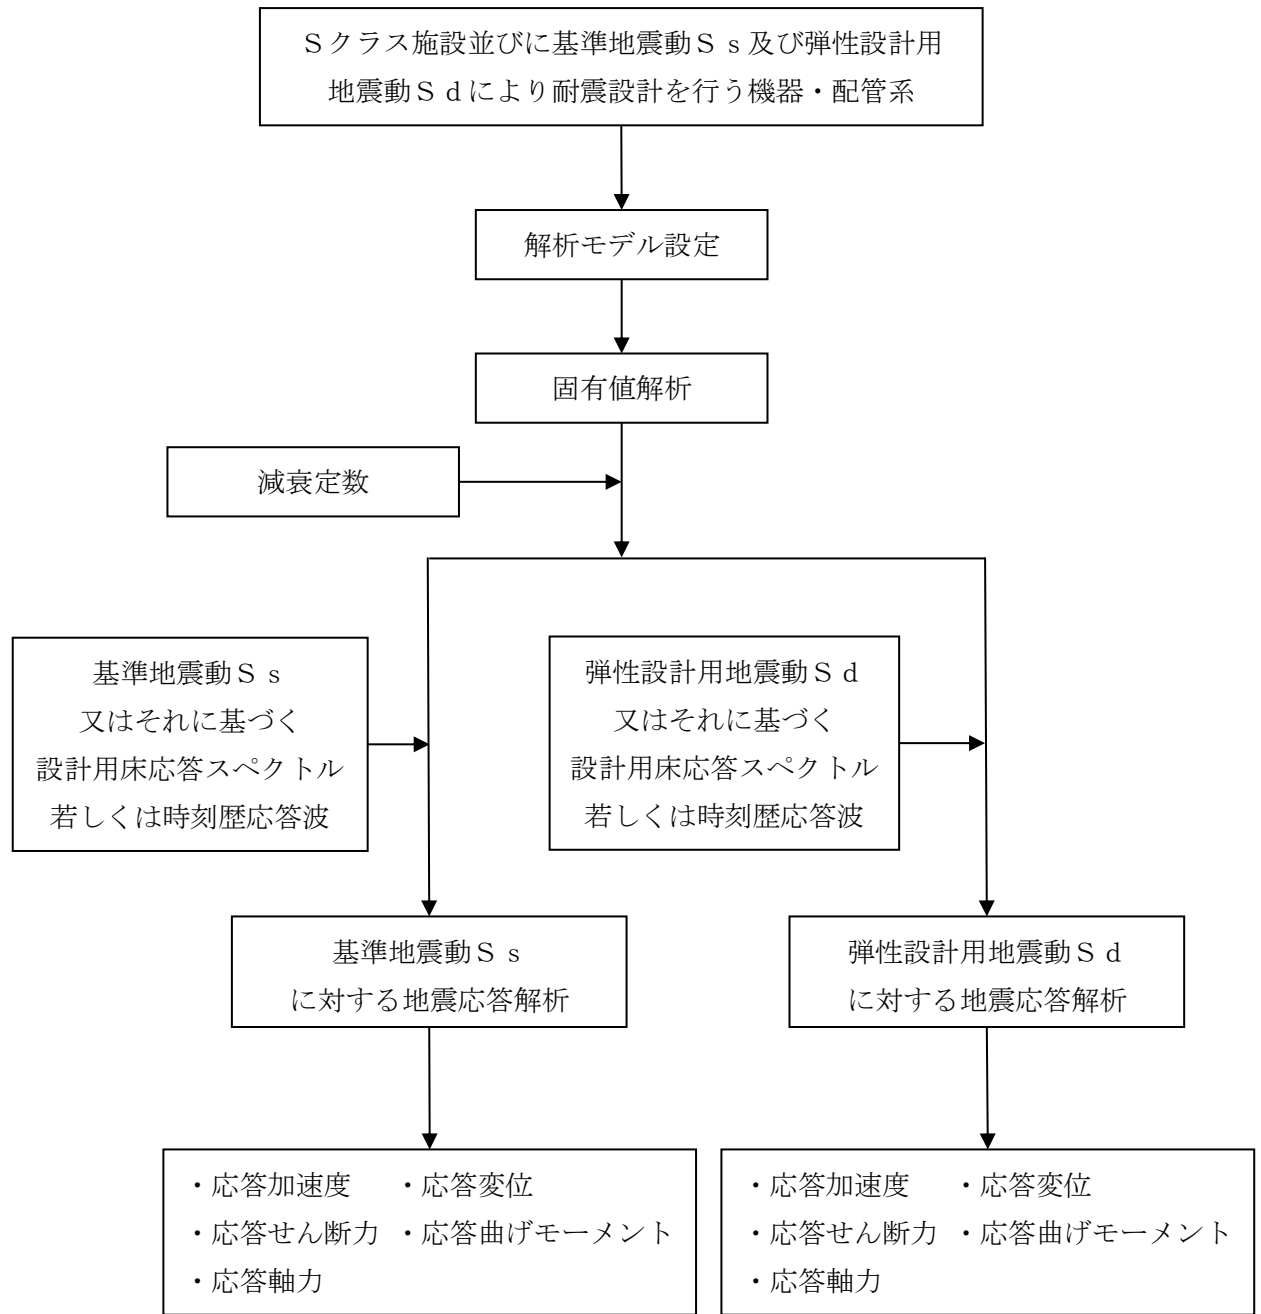 Ｓクラス施設並びに基準地震動Ｓｓ及び弾性設計用
地震動Ｓｄにより耐震設計を行う機器・配管系
解析モデル設定
固有値解析
減衰定数
基準地震動Ｓｓ
又はそれに基づく
設計用床応答スペクトル
若しくは時刻歴応答波
弾性設計用地震動Ｓｄ
又はそれに基づく
設計用床応答スペクトル
若しくは時刻歴応答波
基準地震動Ｓｓ
に対する地震応答解析
弾性設計用地震動Ｓｄ
に対する地震応答解析
・応答加速度　・応答変位
・応答せん断力　・応答曲げモーメント
・応答軸力
・応答加速度　・応答変位
・応答せん断力　・応答曲げモーメント
・応答軸力